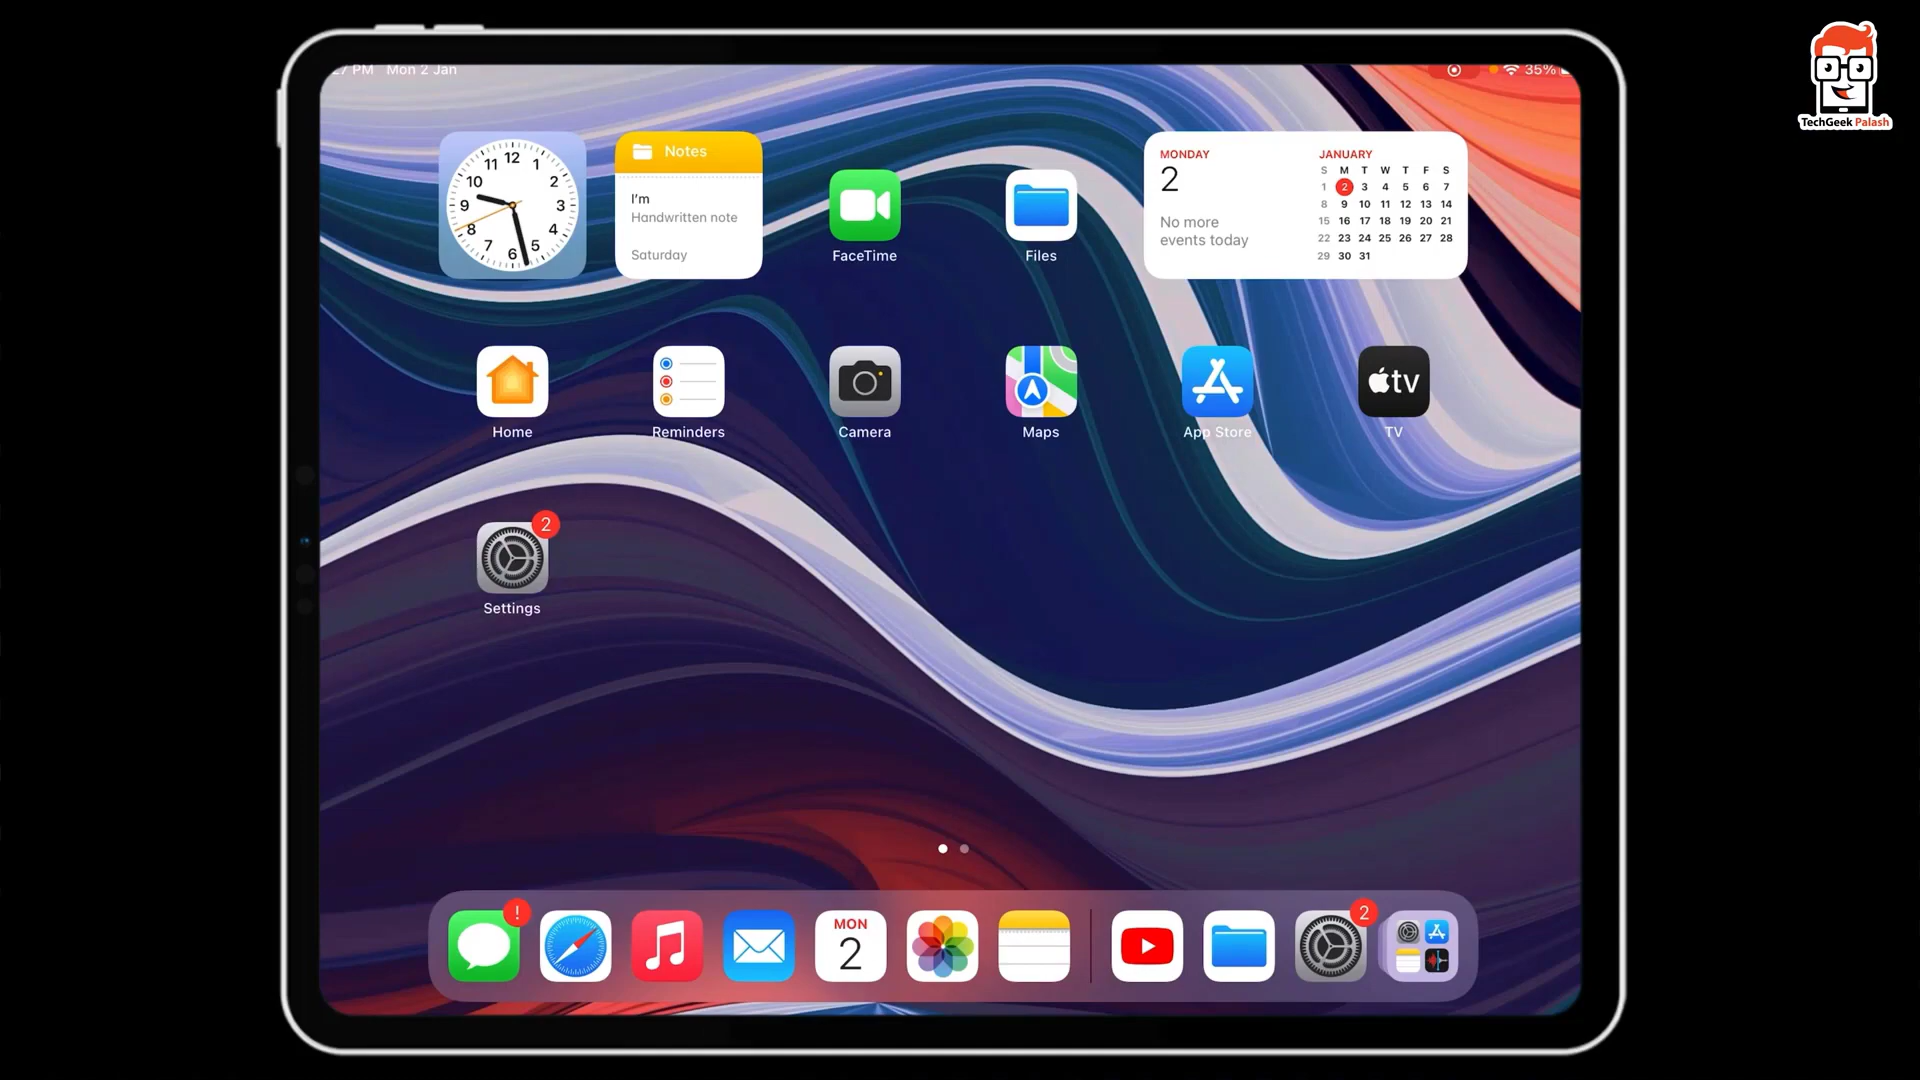 27 PM Mon 2 Jan
35%
TechGeek Palash
12
1
2
3
4
5
6
7
8
9
10
11
Notes
I'm
Handwritten note
Saturday
FaceTime
Files
MONDAY
2
No more
events today
JANUARY
S M T W T F S
1 2 3 4 5 6 7
8 9 10 11 12 13 14
15 16 17 18 19 20 21
22 23 24 25 26 27 28
29 30 31
Home
Reminders
Camera
Maps
App Store
tv
TV
2
Settings
!
MON
2
2